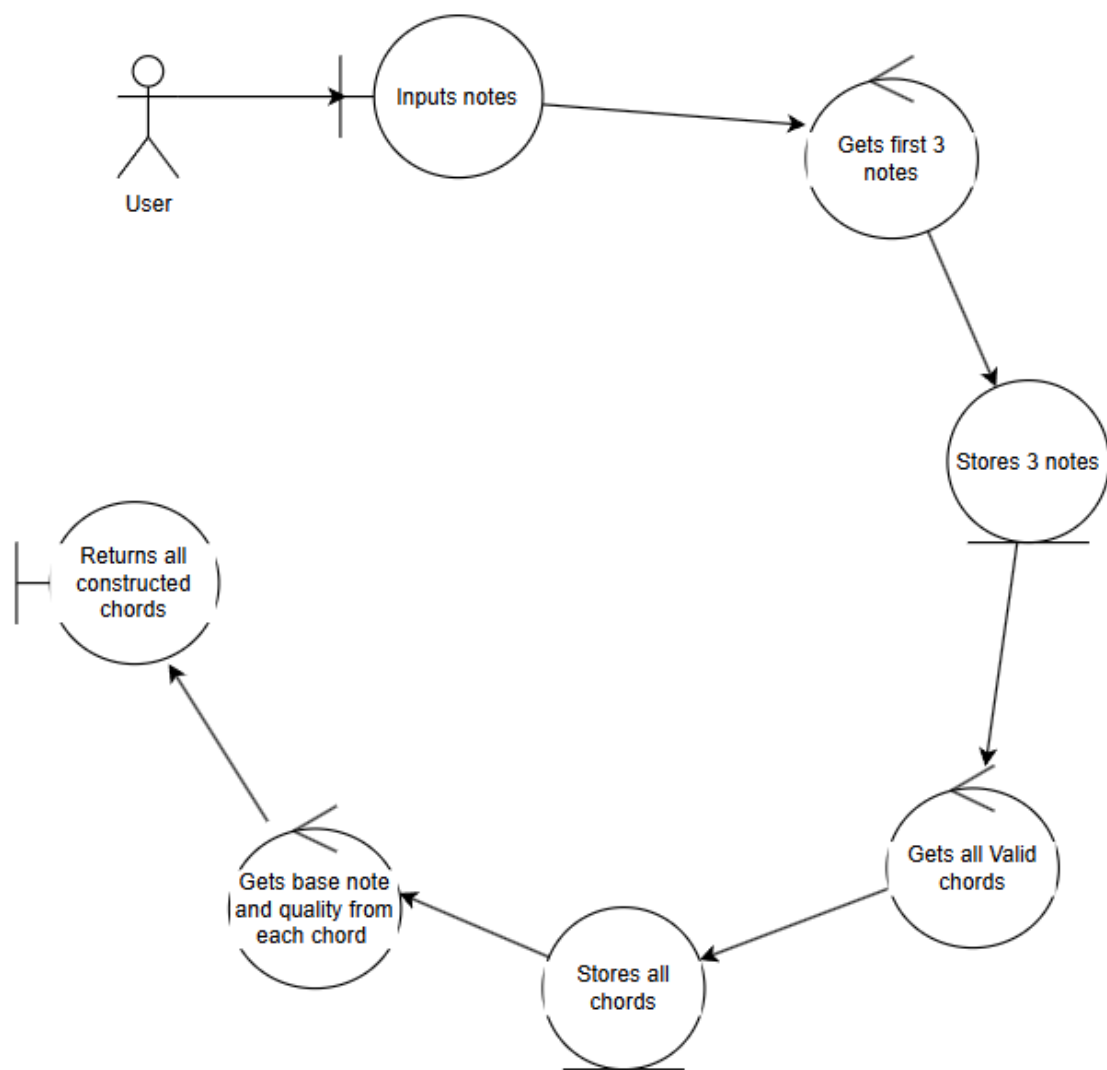 Inputs notes
User
Gets first 3
notes
Stores 3 notes
Gets all Valid
chords
Stores all
chords
Gets base note
and quality from
each chord
Returns all
constructed
chords